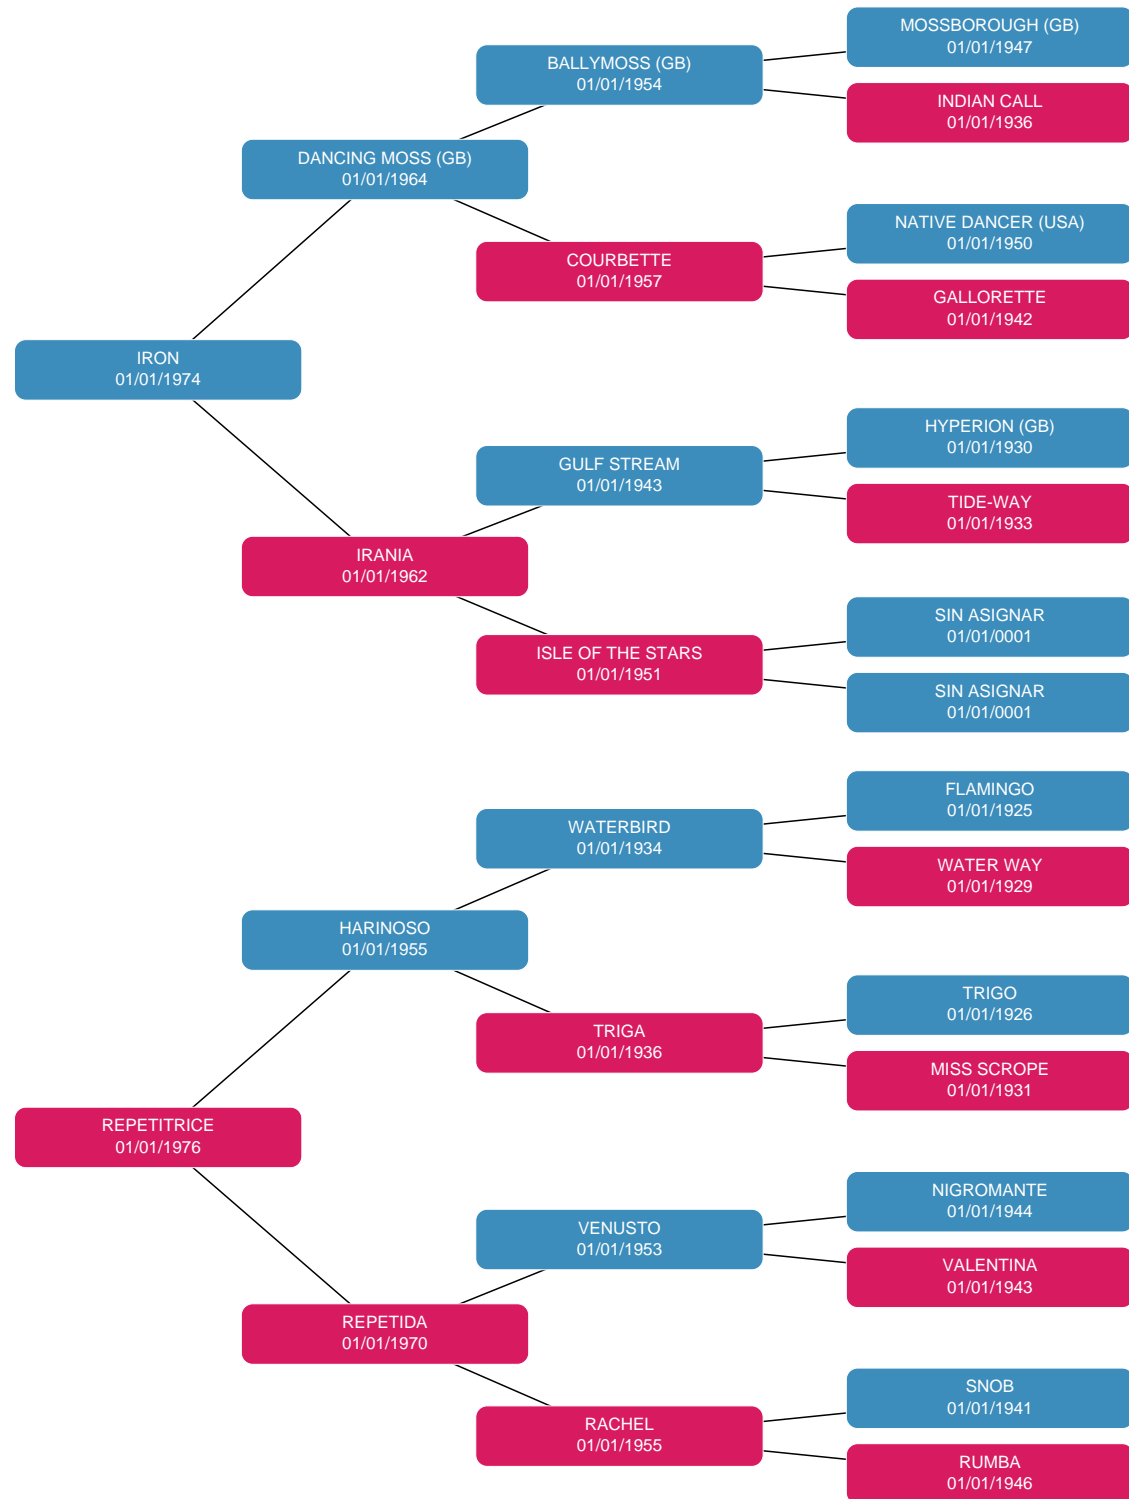 MOSSBOROUGH (GB)
01/01/1947
BALLYMOSS (GB)
01/01/1954
INDIAN CALL
01/01/1936
DANCING MOSS (GB)
01/01/1964
NATIVE DANCER (USA)
01/01/1950
COURBETTE
01/01/1957
GALLORETTE
01/01/1942
IRON
01/01/1974
HYPERION (GB)
01/01/1930
GULF STREAM
01/01/1943
TIDE-WAY
01/01/1933
IRANIA
01/01/1962
SIN ASIGNAR
01/01/0001
ISLE OF THE STARS
01/01/1951
SIN ASIGNAR
01/01/0001
FLAMINGO
01/01/1925
WATERBIRD
01/01/1934
WATER WAY
01/01/1929
HARINOSO
01/01/1955
TRIGO
01/01/1926
TRIGA
01/01/1936
MISS SCROPE
01/01/1931
REPETITRICE
01/01/1976
NIGROMANTE
01/01/1944
VENUSTO
01/01/1953
VALENTINA
01/01/1943
REPETIDA
01/01/1970
SNOB
01/01/1941
RACHEL
01/01/1955
RUMBA
01/01/1946